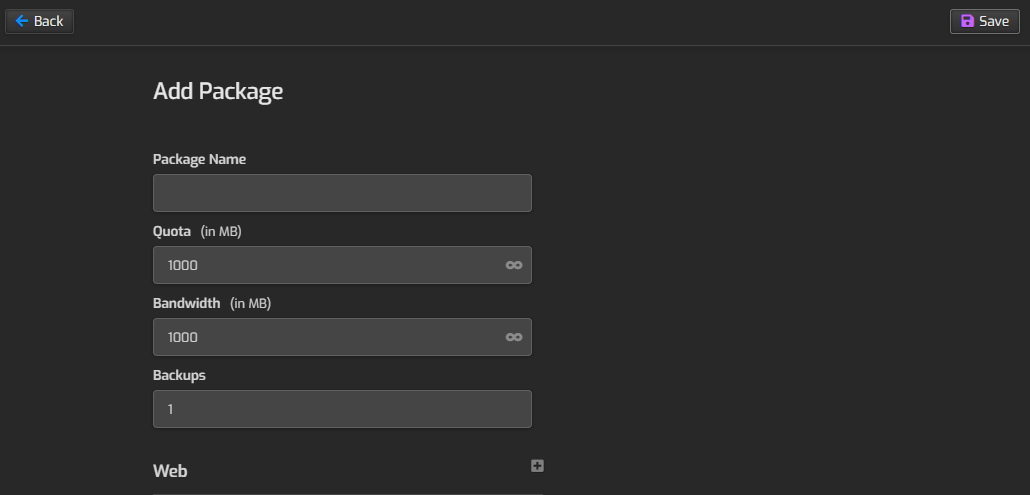 Back
Save
Add Package
Package Name
Quota (in MB)
1000
Bandwidth (in MB)
1000
Backups
1
Web